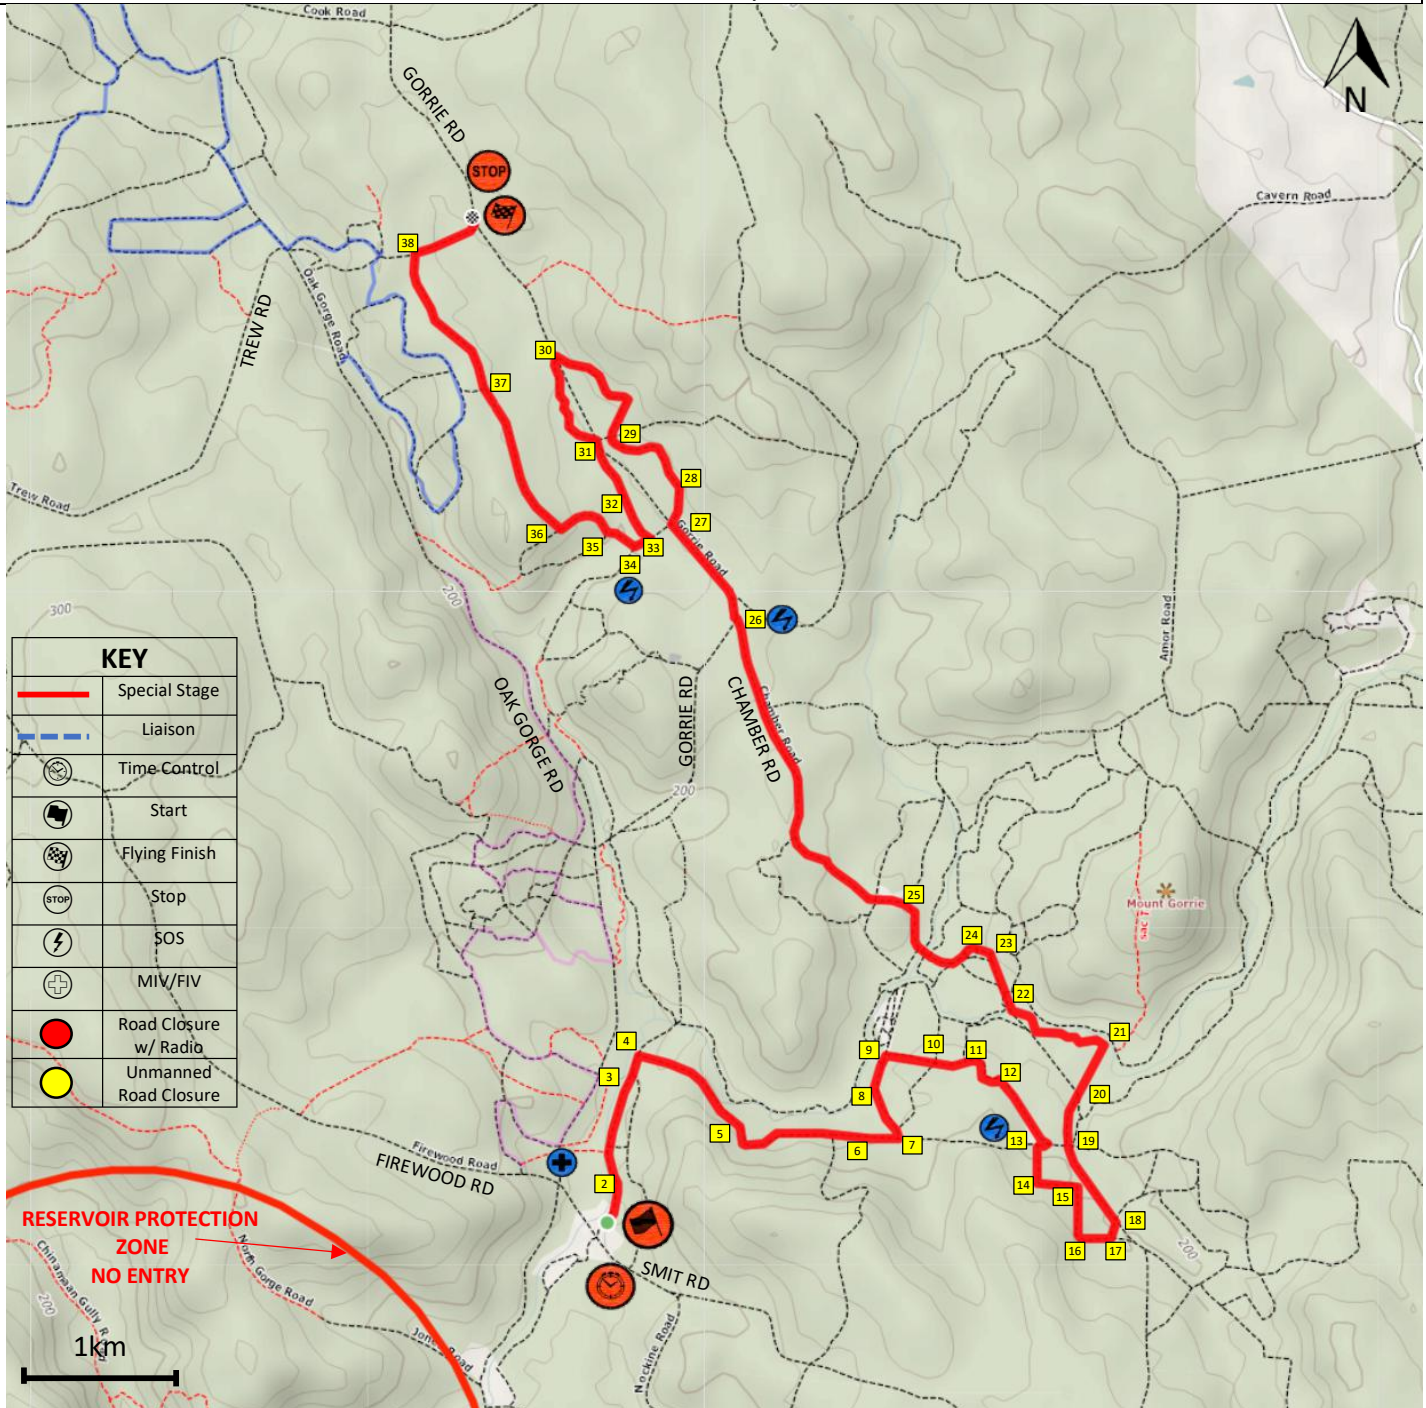 Cook Road
GORRIE RD
N
STOP
Cavern Road
38
Oak Gorge Road
TREW RD
30
37
29
31
28
32
27
Trew Road
36
35
33
Gorrie Road
34
200
300
26
Amor Road
KEY
Special Stage
Liaison
Time Control
Start
Flying Finish
STOP
Stop
SOS
MIV/FIV
Road Closure
w/ Radio
Unmanned
Road Closure
OAK GORGE RD
GORRIE RD
CHAMBER RD
Chamber Road
200
25
Mount Gorrie
24
23
22
21
4
9
10
11
3
12
8
20
5
6
7
13
19
Firewood Road
FIREWOOD RD
2
14
15
18
16
17
200
RESERVOIR PROTECTION
ZONE
NO ENTRY
North Gorge Road
SMIT RD
Chinamaan Gully R
200
1km
Nockine Road